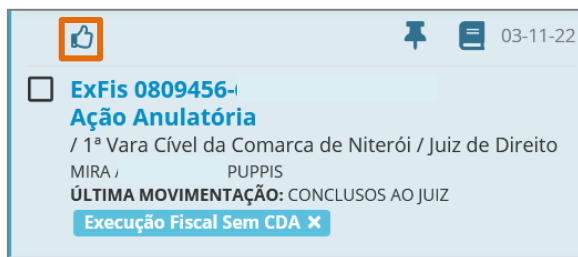 03-11-22
ExFis 0809456-
Ação Anulatória
/ 1ª Vara Cível da Comarca de Niterói / Juiz de Direito
MIRA PUPPIS
ÚLTIMA MOVIMENTAÇÃO: CONCLUSOS AO JUIZ
Execução Fiscal Sem CDA ×